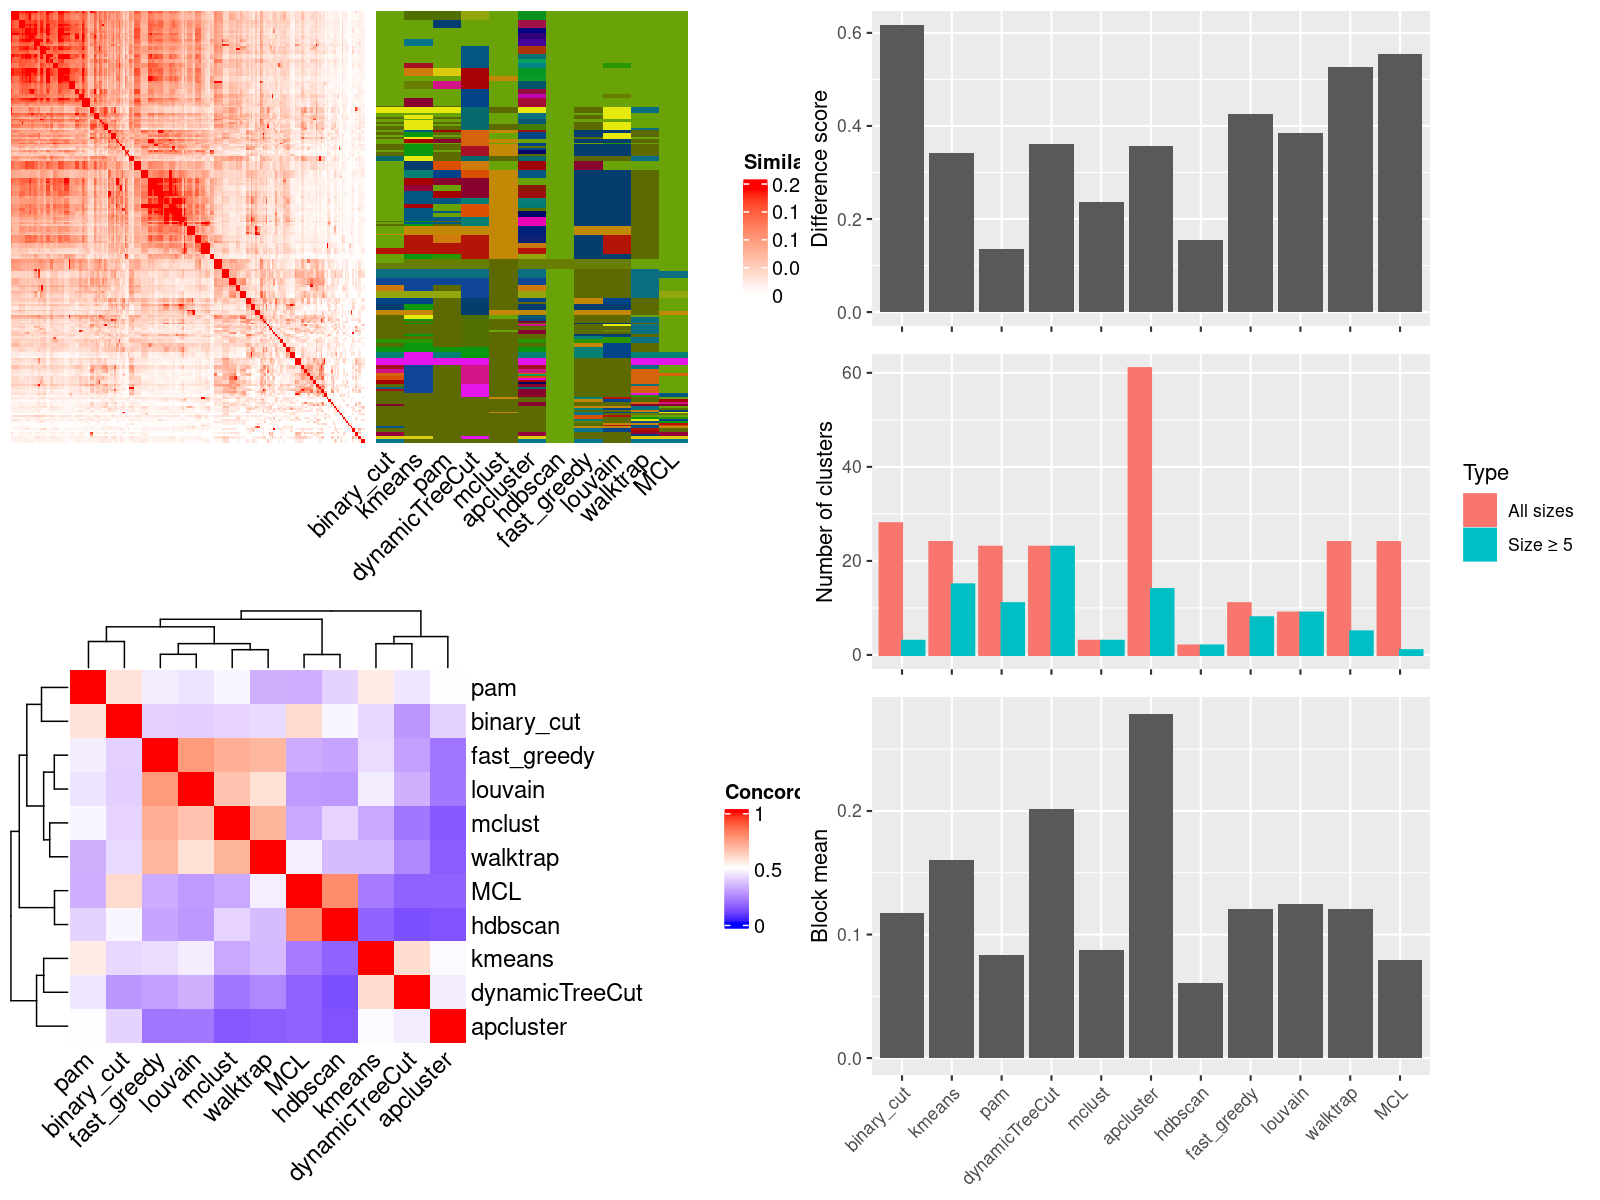 binary_cut
kmeans
pam
dynamicTreeCut
mclust
apcluster
hdbscan
fast_greedy
louvain
walktrap
MCL
Simila
0.2
0.1
0.1
0.0
0
Difference score
0.6
0.4
0.2
0.0
Number of clusters
60
40
20
0
Type
All sizes
Size ≥ 5
pam
binary_cut
fast_greedy
louvain
mclust
walktrap
MCL
hdbscan
kmeans
dynamicTreeCut
apcluster
pam
binary_cut
fast_greedy
louvain
mclust
walktrap
MCL
hdbscan
kmeans
dynamicTreeCut
apcluster
Concord
1
0.5
0
Block mean
0.2
0.1
0.0
binary_cut
kmeans
pam
dynamicTreeCut
mclust
apcluster
hdbscan
fast_greedy
louvain
walktrap
MCL